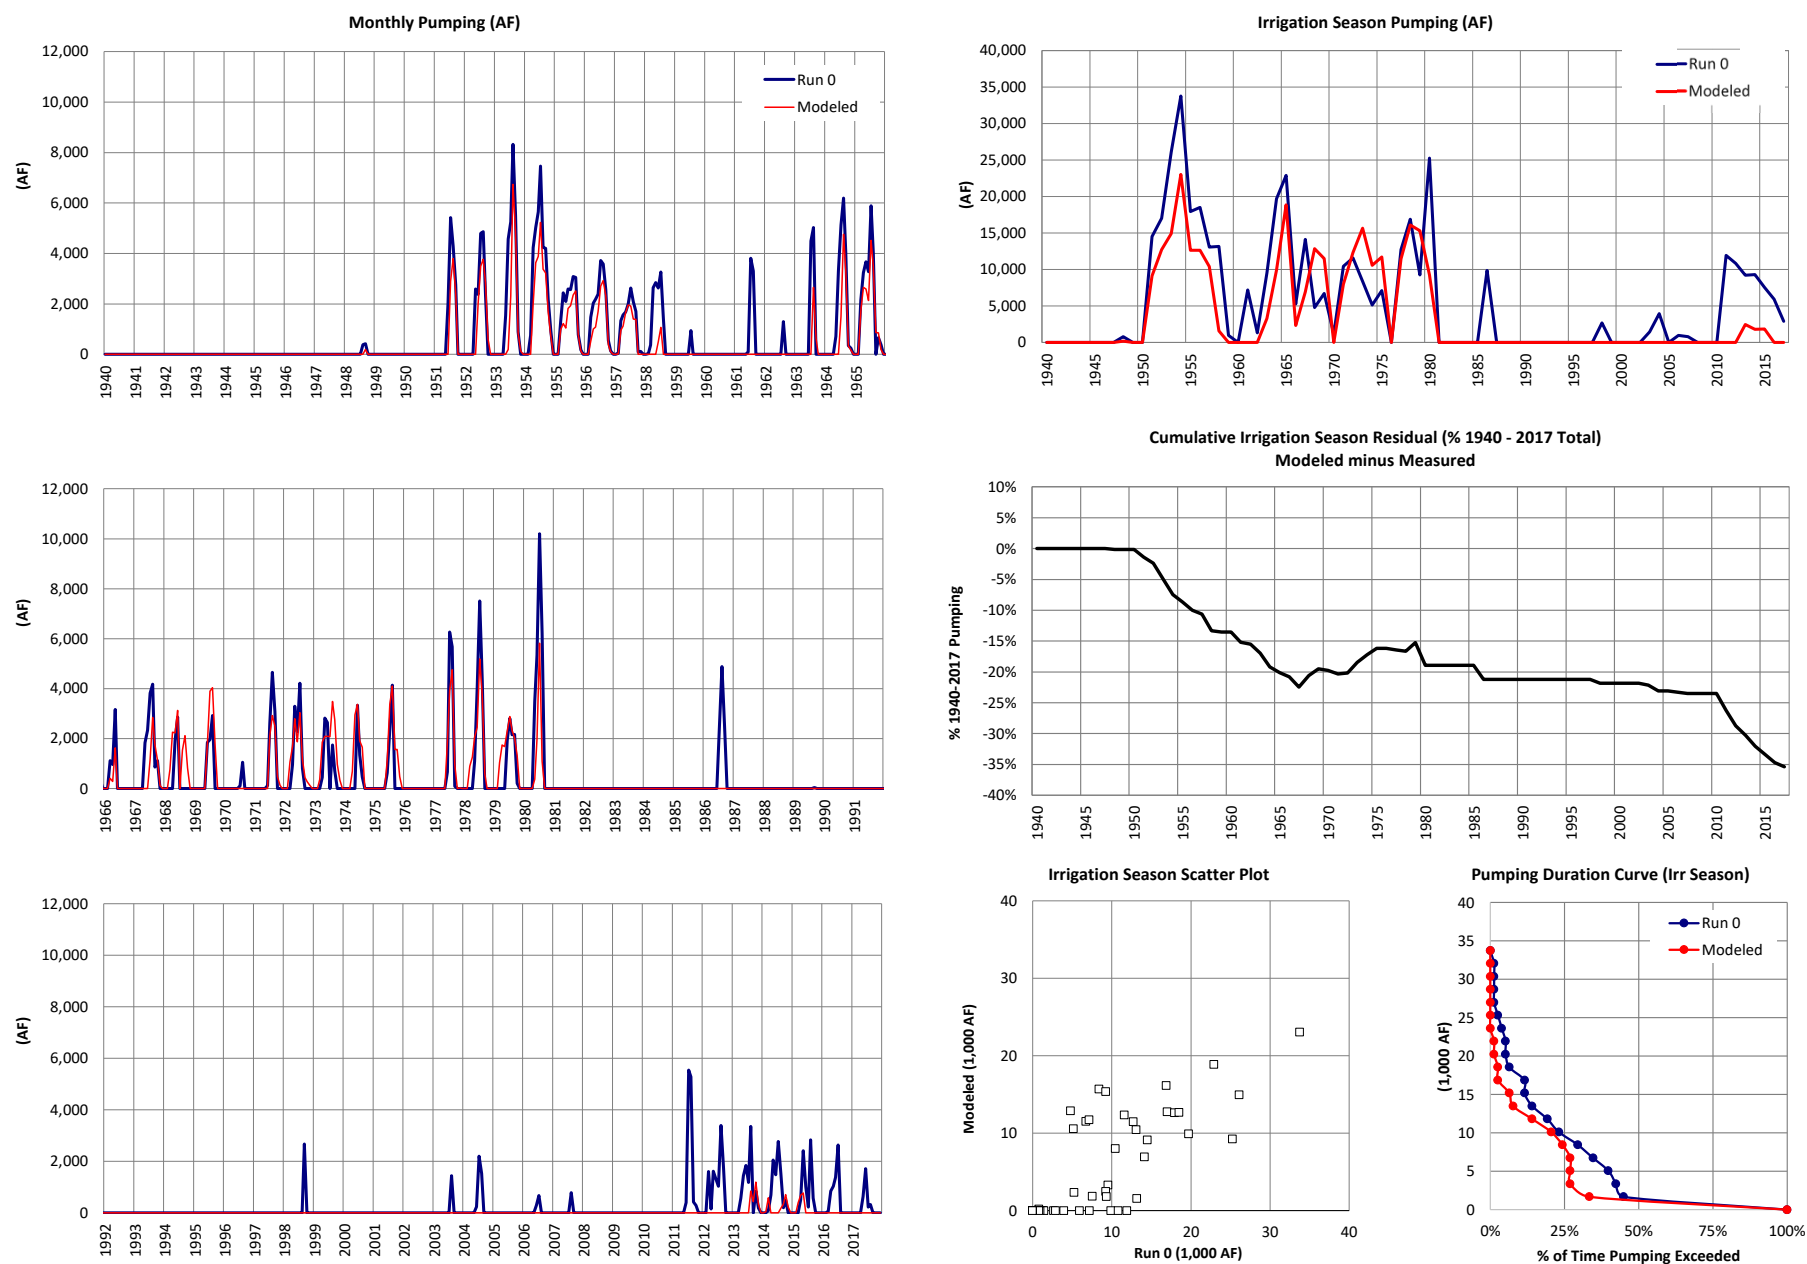 Monthly Pumping (AF)
12,000
10,000
8,000
6,000
4,000
2,000
0
(AF)
Run 0
Modeled
1940 1941 1942 1943 1944 1945 1946 1947 1948 1949 1950 1951 1952 1953 1954 1955 1956 1957 1958 1959 1960 1961 1962 1963 1964 1965
12,000
10,000
8,000
6,000
4,000
2,000
0
(AF)
1966 1967 1968 1969 1970 1971 1972 1973 1974 1975 1976 1977 1978 1979 1980 1981 1982 1983 1984 1985 1986 1987 1988 1989 1990 1991
12,000
10,000
8,000
6,000
4,000
2,000
0
(AF)
1992 1993 1994 1995 1996 1997 1998 1999 2000 2001 2002 2003 2004 2005 2006 2007 2008 2009 2010 2011 2012 2013 2014 2015 2016 2017
Irrigation Season Pumping (AF)
40,000
35,000
30,000
25,000
20,000
15,000
10,000
5,000
0
(AF)
Run 0
Modeled
1940 1945 1950 1955 1960 1965 1970 1975 1980 1985 1990 1995 2000 2005 2010 2015
Cumulative Irrigation Season Residual (% 1940 - 2017 Total)
Modeled minus Measured
10%
5%
0%
-5%
-10%
-15%
-20%
-25%
-30%
-35%
-40%
% 1940-2017 Pumping
1940 1945 1950 1955 1960 1965 1970 1975 1980 1985 1990 1995 2000 2005 2010 2015
Irrigation Season Scatter Plot
40
30
20
10
0
Modeled (1,000 AF)
0 10 20 30 40
Run 0 (1,000 AF)
Pumping Duration Curve (Irr Season)
40
35
30
25
20
15
10
5
0
(1,000 AF)
Run 0
Modeled
0% 25% 50% 75% 100%
% of Time Pumping Exceeded